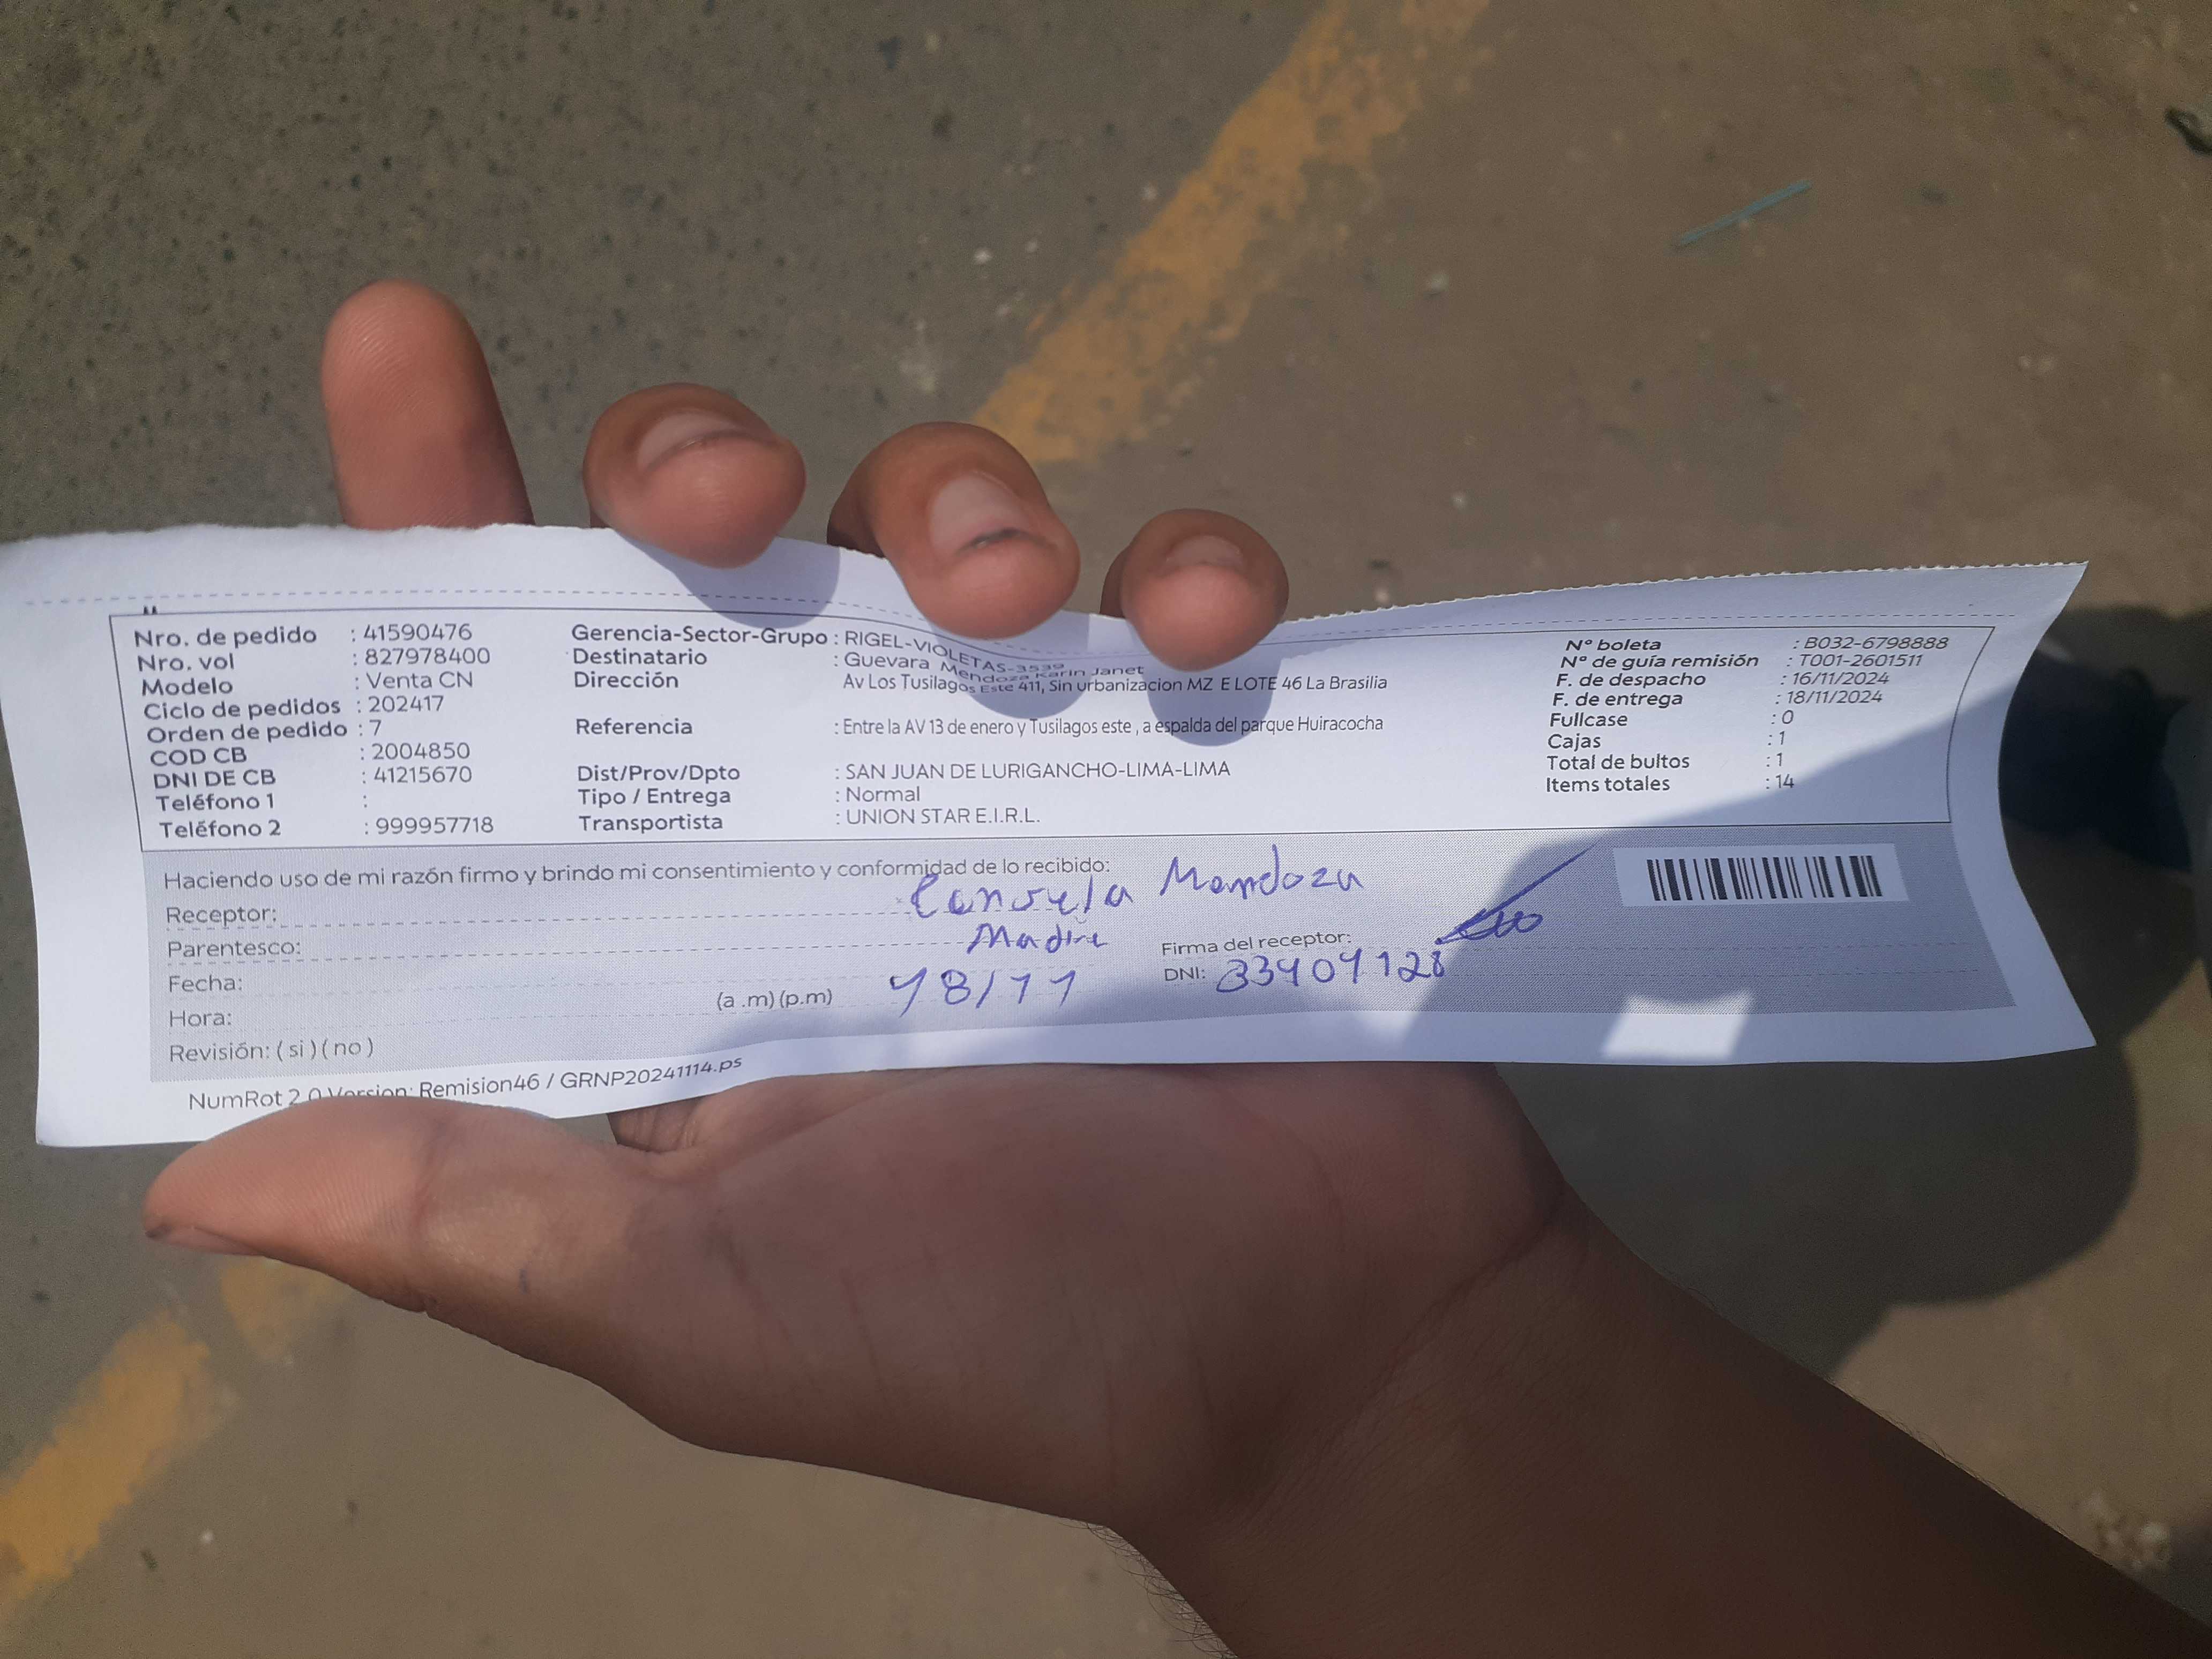 Nro. de pedido : 41590476
Nro. vol : 827978400
Modelo : Venta CN
Ciclo de pedidos : 202417
Orden de pedido : 7
COD CB : 2004850
DNI DE CB : 41215670
Teléfono 1 :
Teléfono 2 : 999957718
Gerencia-Sector-Grupo : RIGEL-VIOLETAS-3539
Destinatario : Guevara Mendoza Karin Janet
Dirección Av Los Tusilagos Este 411, Sin urbanizacion MZ E LOTE 46 La Brasilia
Referencia : Entre la AV 13 de enero y Tusilagos este , a espalda del parque Huiracocha
Dist/Prov/Dpto : SAN JUAN DE LURIGANCHO-LIMA-LIMA
Tipo / Entrega : Normal
Transportista : UNION STAR E.I.R.L.
Nº boleta : B032-6798888
Nº de guía remisión : T001-2601511
F. de despacho : 16/11/2024
F. de entrega : 18/11/2024
Fullcase : 0
Cajas : 1
Total de bultos : 1
Items totales : 14
Haciendo uso de mi razón firmo y brindo mi consentimiento y conformidad de lo recibido:
Receptor: Mendoza
Parentesco: Madre
Firma del receptor:
Fecha: 18/11
DNI: 33404128
Hora: (a .m) (p.m)
Revisión: ( si ) ( no )
NumRot 2.0 Version: Remision46 / GRNP20241114.ps